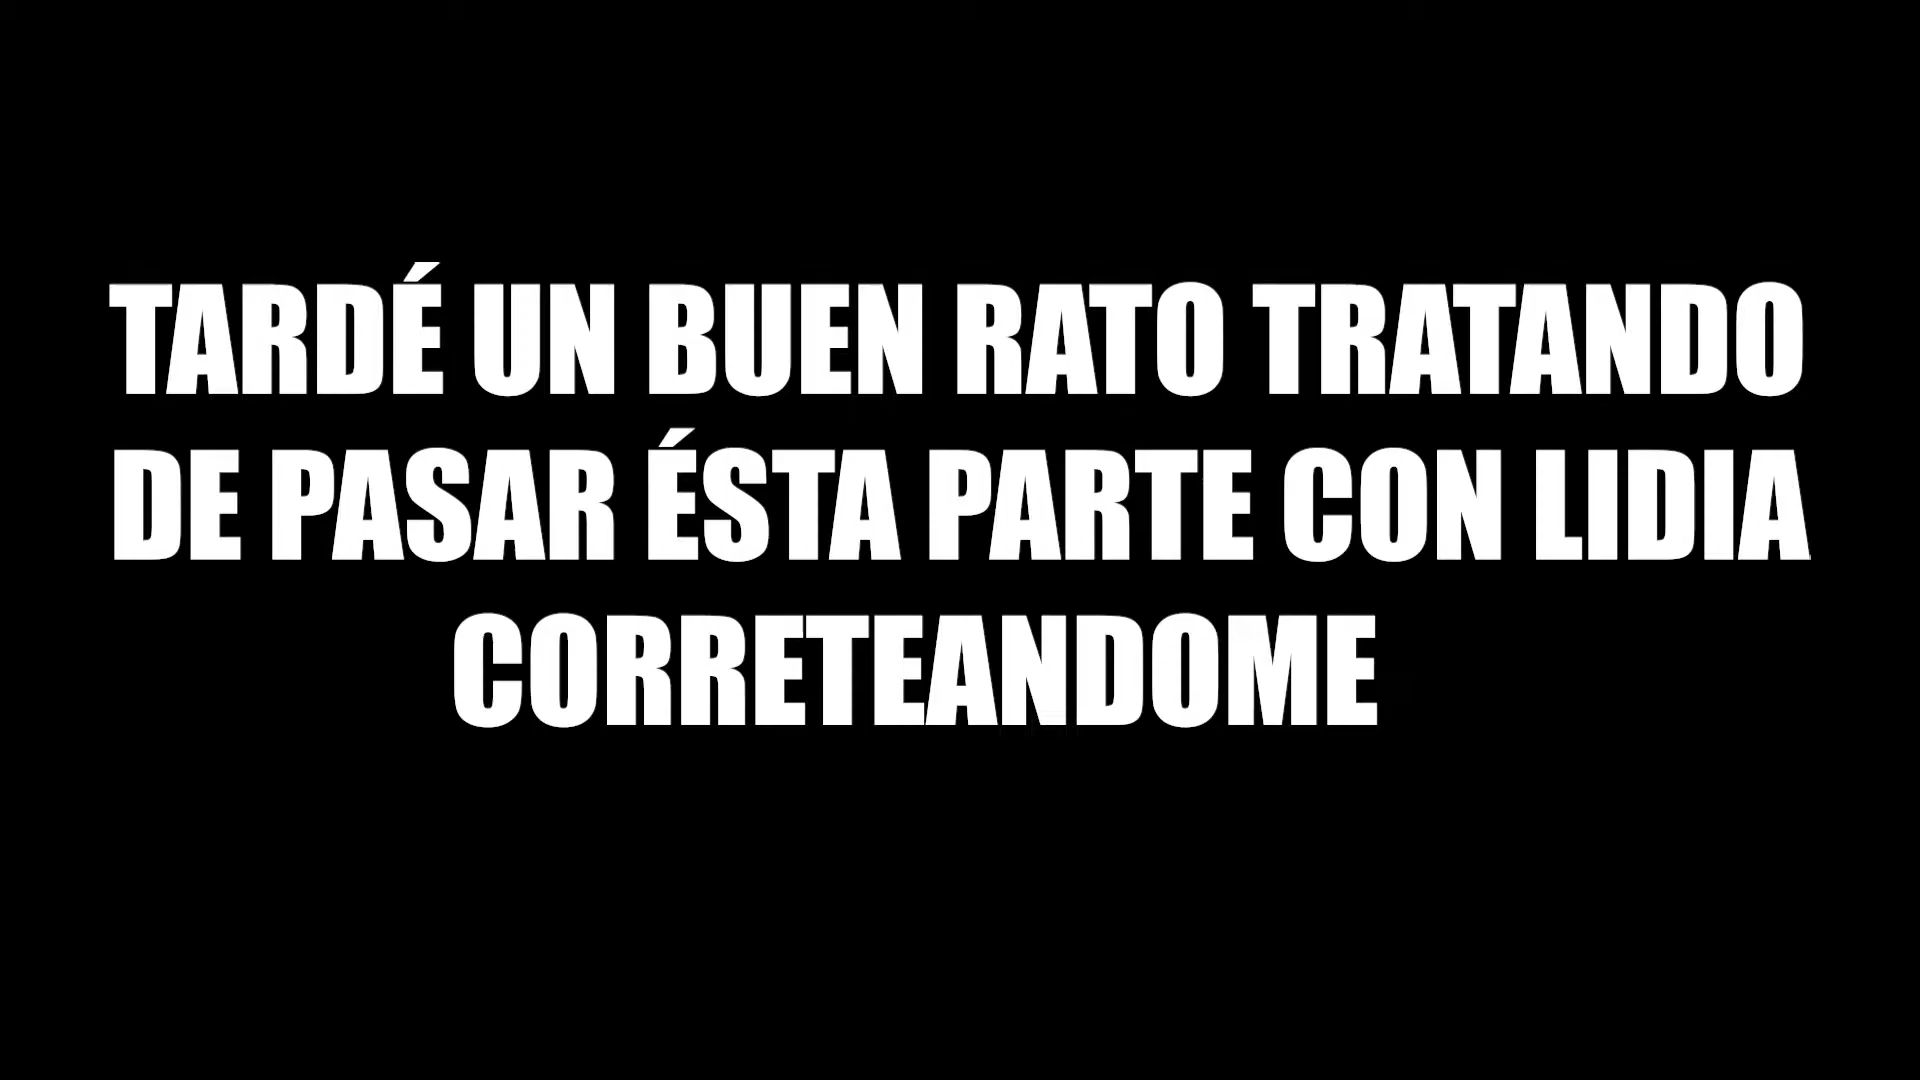 TARDÉ UN BUEN RATO TRATANDO
DE PASAR ÉSTA PARTE CON LIDIA
CORRETEANDOME